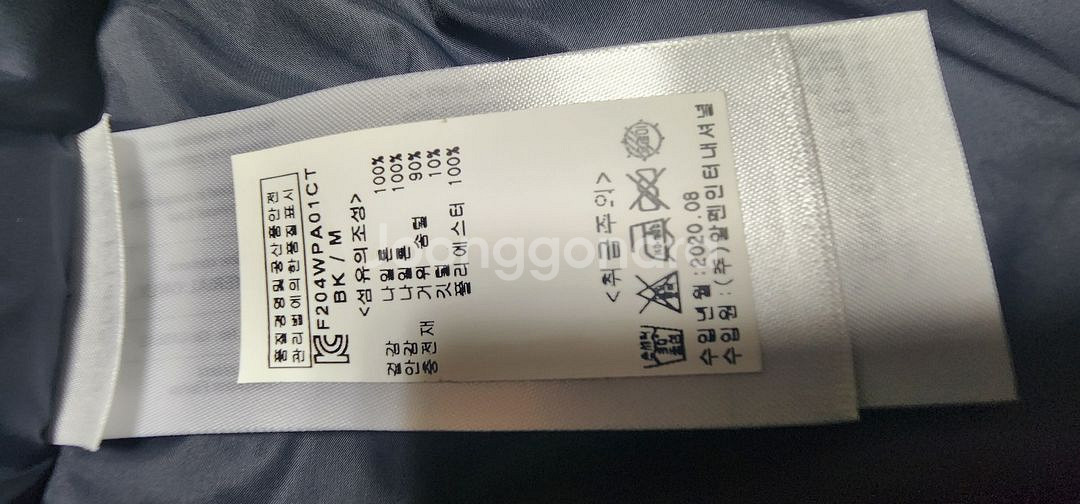 품질경영및공산품안전
관리법에의한품질표시
F204WPA01CT
BK / M
<섬유의조성>
겉감 나일론 100%
안감 나일론 100%
충전재 거위 솜털 90%
깃털 10%
폴리에스터 100%
<취급주의>
수입년월 : 2020. 08
수입원 : (주)알펜인터내셔널
joonggonara